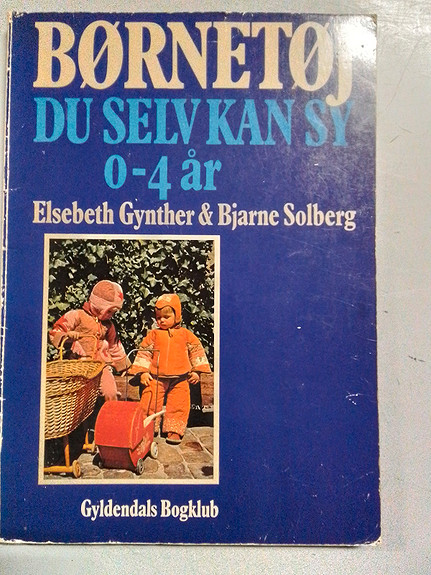 BØRNETØJ
DU SELV KAN SY
0-4 år
Elsebeth Gynther & Bjarne Solberg
Gyldendals Bogklub